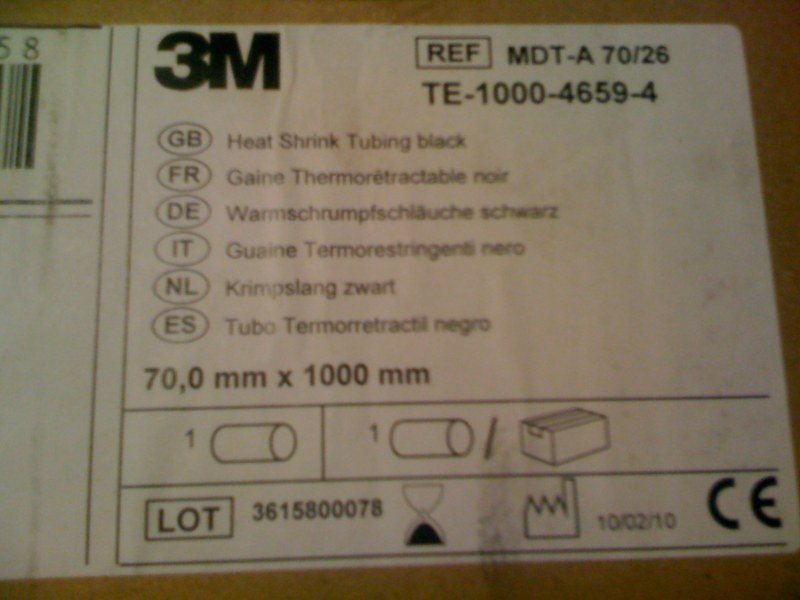 58
3M
REF MDT-A 70/26
TE-1000-4659-4
GB Heat Shrink Tubing black
FR Gaine Thermorétractable noir
DE Warmschrumpfschläuche schwarz
IT Guaine Termorestringenti nero
NL Krimpslang zwart
ES Tubo Termorretractil negro
70,0 mm x 1000 mm
1 1 /
LOT 3615800078 10/02/10 CE